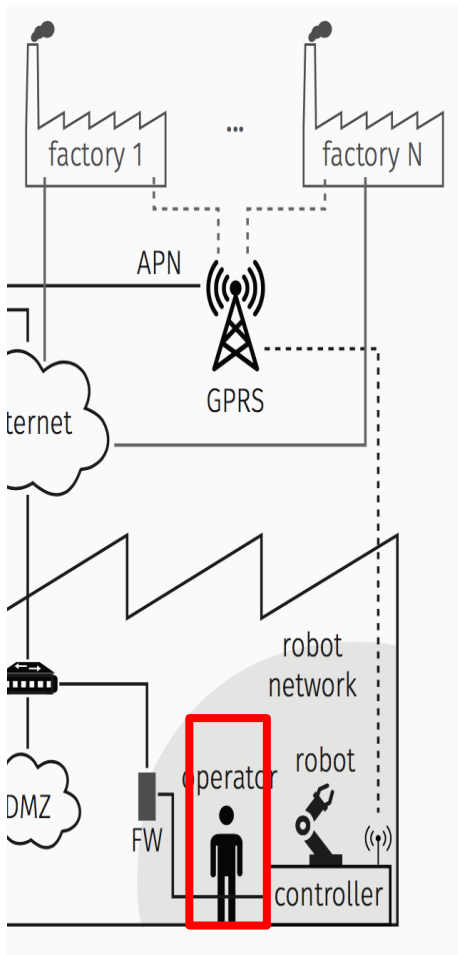 factory 1
...
factory N
APN
GPRS
ternet
robot
network
operator
robot
DMZ
FW
controller